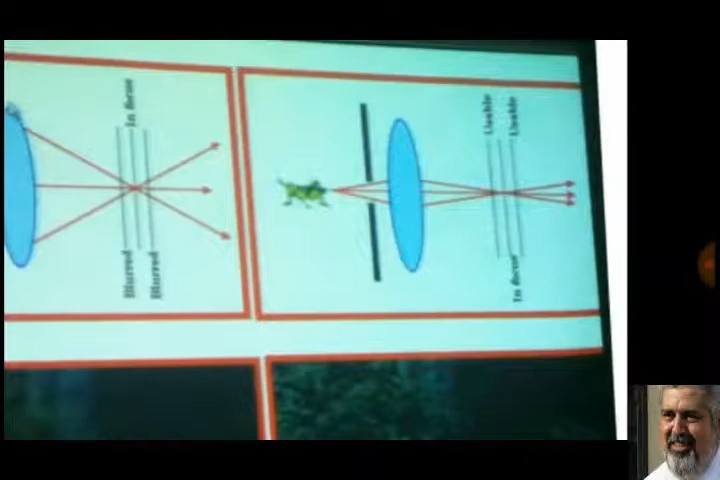 In focus
Blurred
Blurred
Usable
Usable
In focus